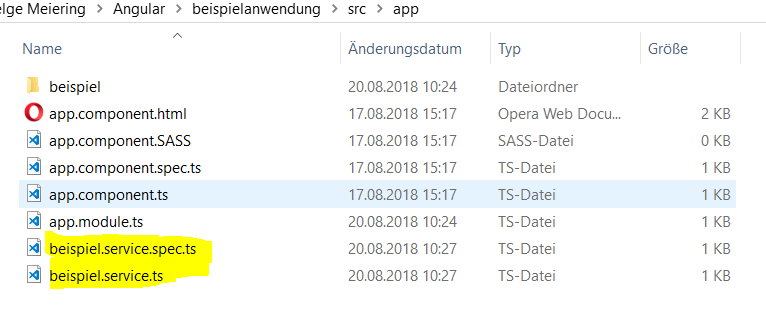 elge Meiering > Angular > beispielanwendung > src > app
Name Änderungsdatum Typ Größe
beispiel 20.08.2018 10:24 Dateiordner
app.component.html 17.08.2018 15:17 Opera Web Docu... 2 KB
app.component.SASS 17.08.2018 15:17 SASS-Datei 0 KB
app.component.spec.ts 17.08.2018 15:17 TS-Datei 1 KB
app.component.ts 17.08.2018 15:17 TS-Datei 1 KB
app.module.ts 20.08.2018 10:24 TS-Datei 1 KB
beispiel.service.spec.ts 20.08.2018 10:27 TS-Datei 1 KB
beispiel.service.ts 20.08.2018 10:27 TS-Datei 1 KB